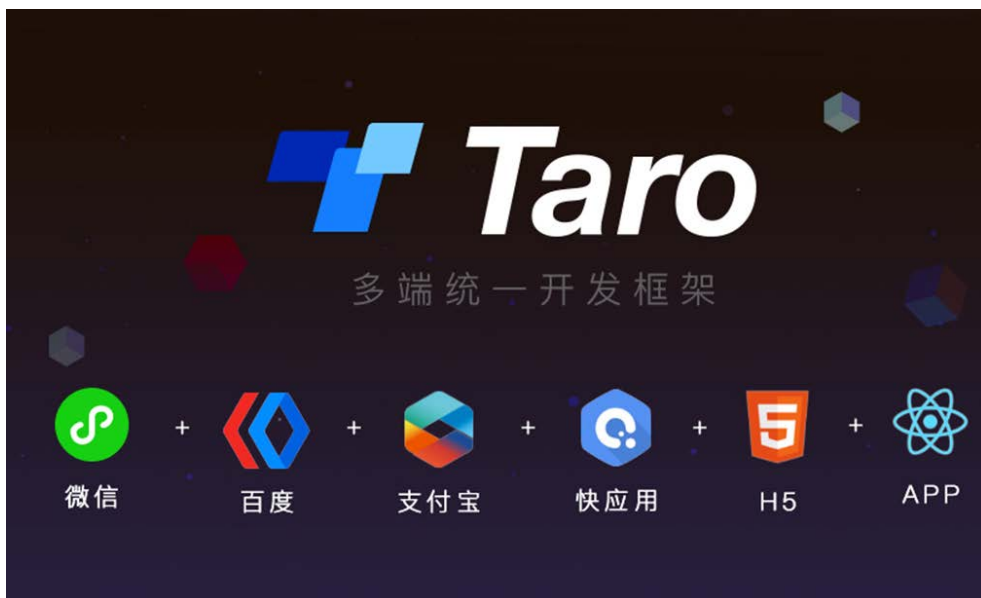 Taro
多端统一开发框架
微信 + 百度 + 支付宝 + 快应用 + H5 + APP